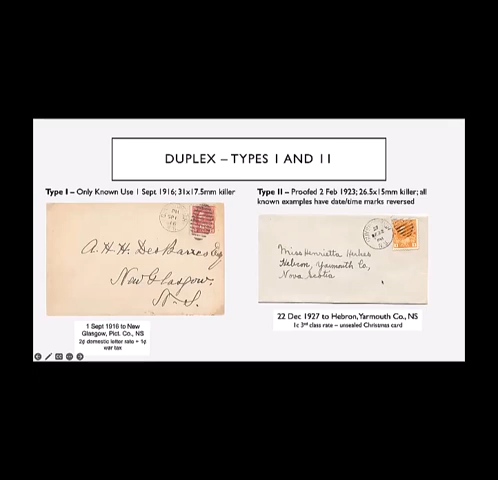 DUPLEX – TYPES I AND II
Type I – Only Known Use 1 Sept 1916; 31x17.5mm killer
A. H. H. DesBarres Esq
New Glasgow.
N. S.
1 Sept 1916 to New
Glasgow, Pict. Co., NS
2¢ domestic letter rate + 1¢
war tax
Type II – Proofed 2 Feb 1923; 26.5x15mm killer; all
known examples have date/time marks reversed
Miss Henrietta
Hebron, Yarmouth Co,
Nova Scotia
22 Dec 1927 to Hebron, Yarmouth Co., NS
1¢ 3rd class rate – unsealed Christmas card